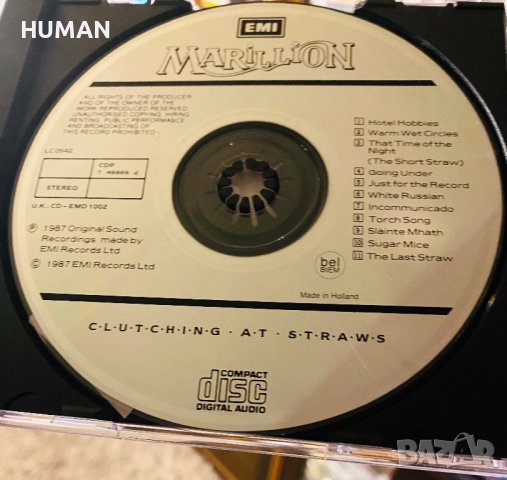 HUMAN
EMI
MARILLION
ALL RIGHTS OF THE PRODUCER
AND OF THE OWNER OF THE
WORK REPRODUCED RESERVED
UNAUTHORISED COPYING, HIRING
RENTING, PUBLIC PERFORMANCE
AND BROADCASTING OF
THIS RECORD PROHIBITED
LC 0542
CDP
7 46866 2
STEREO
U.K.: CD-EMD 1002
Ⓟ 1987 Original Sound
Recordings made by
EMI Records Ltd
© 1987 EMI Records Ltd
1 Hotel Hobbies
2 Warm Wet Circles
3 That Time of the
Night
(The Short Straw)
4 Going Under
5 Just for the Record
6 White Russian
7 Incommunicado
8 Torch Song
9 Slàinte Mhath
10 Sugar Mice
11 The Last Straw
bel
BIEM
Made in Holland
C·L·U·T·C·H·I·N·G · A·T · S·T·R·A·W·S
COMPACT
disc
DIGITAL AUDIO
BAZAR